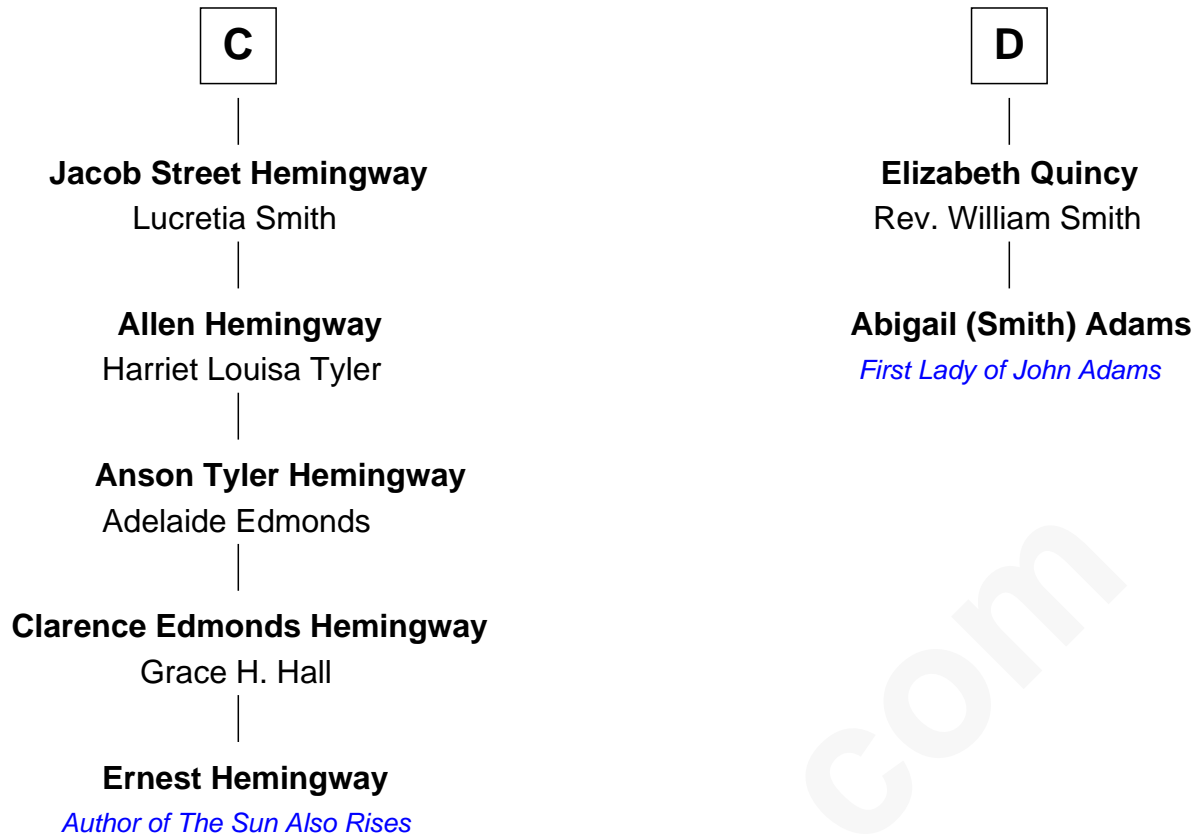 C
Jacob Street Hemingway
Lucretia Smith
Allen Hemingway
Harriet Louisa Tyler
Anson Tyler Hemingway
Adelaide Edmonds
Clarence Edmonds Hemingway
Grace H. Hall
Ernest Hemingway
Author of The Sun Also Rises
D
Elizabeth Quincy
Rev. William Smith
Abigail (Smith) Adams
First Lady of John Adams
com